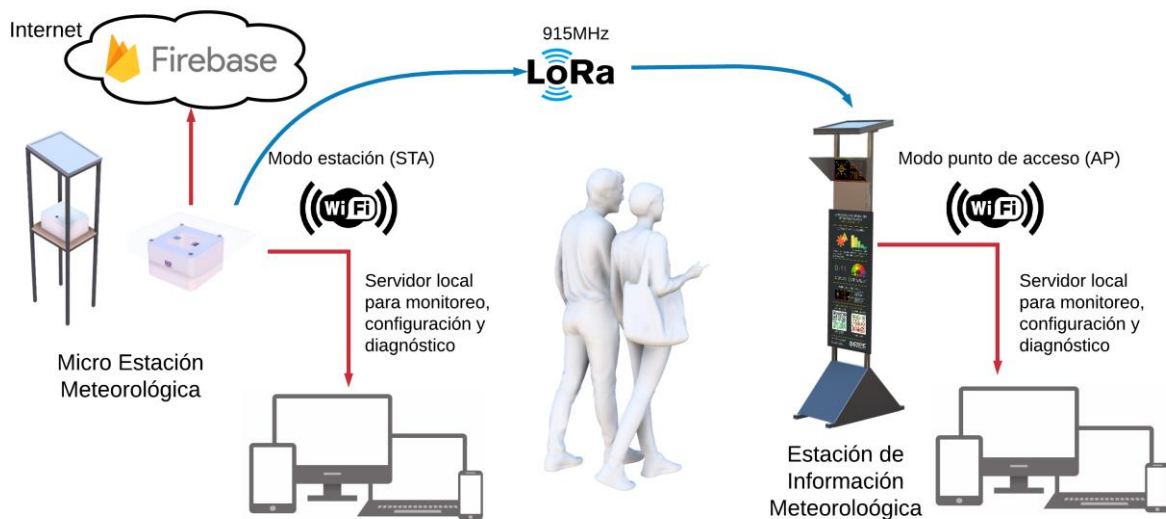 Internet
Firebase
915MHz
LoRa
Modo estación (STA)
WiFi
Modo punto de acceso (AP)
WiFi
Servidor local
para monitoreo,
configuración y
diagnóstico
Servidor local
para monitoreo,
configuración y
diagnóstico
Micro Estación
Meteorológica
Estación de
Información
Meteoroloógica